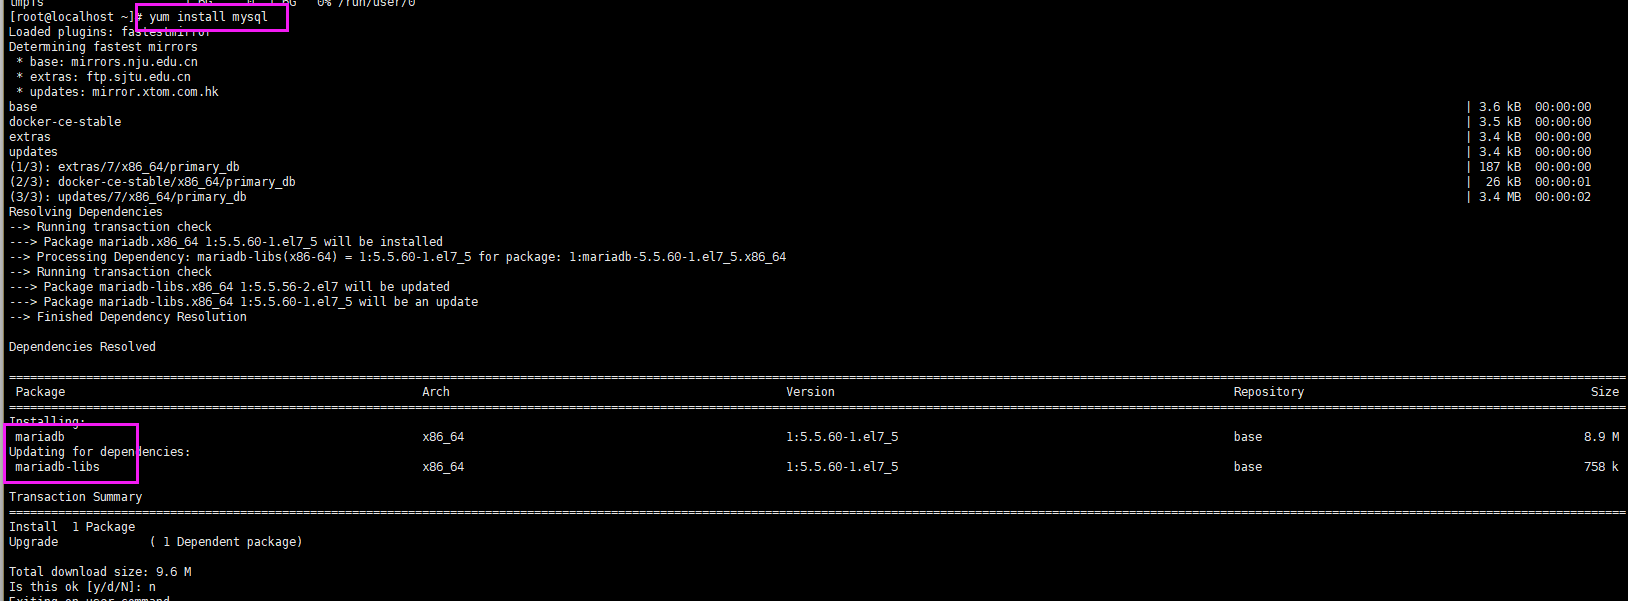 tmpfs 1.6G 0% /run/user/0
[root@localhost ~]# yum install mysql
Loaded plugins: fastestmirror
Determining fastest mirrors
* base: mirrors.nju.edu.cn
* extras: ftp.sjtu.edu.cn
* updates: mirror.xtom.com.hk
base | 3.6 kB 00:00:00
docker-ce-stable | 3.5 kB 00:00:00
extras | 3.4 kB 00:00:00
updates | 3.4 kB 00:00:00
(1/3): extras/7/x86_64/primary_db | 187 kB 00:00:00
(2/3): docker-ce-stable/x86_64/primary_db | 26 kB 00:00:01
(3/3): updates/7/x86_64/primary_db | 3.4 MB 00:00:02
Resolving Dependencies
--> Running transaction check
---> Package mariadb.x86_64 1:5.5.60-1.el7_5 will be installed
--> Processing Dependency: mariadb-libs(x86-64) = 1:5.5.60-1.el7_5 for package: 1:mariadb-5.5.60-1.el7_5.x86_64
--> Running transaction check
---> Package mariadb-libs.x86_64 1:5.5.56-2.el7 will be updated
---> Package mariadb-libs.x86_64 1:5.5.60-1.el7_5 will be an update
--> Finished Dependency Resolution
Dependencies Resolved
Package Arch Version Repository Size
Installing:
mariadb x86_64 1:5.5.60-1.el7_5 base 8.9 M
Updating for dependencies:
mariadb-libs x86_64 1:5.5.60-1.el7_5 base 758 k
Transaction Summary
Install 1 Package
Upgrade ( 1 Dependent package)
Total download size: 9.6 M
Is this ok [y/d/N]: n
Exiting on user command